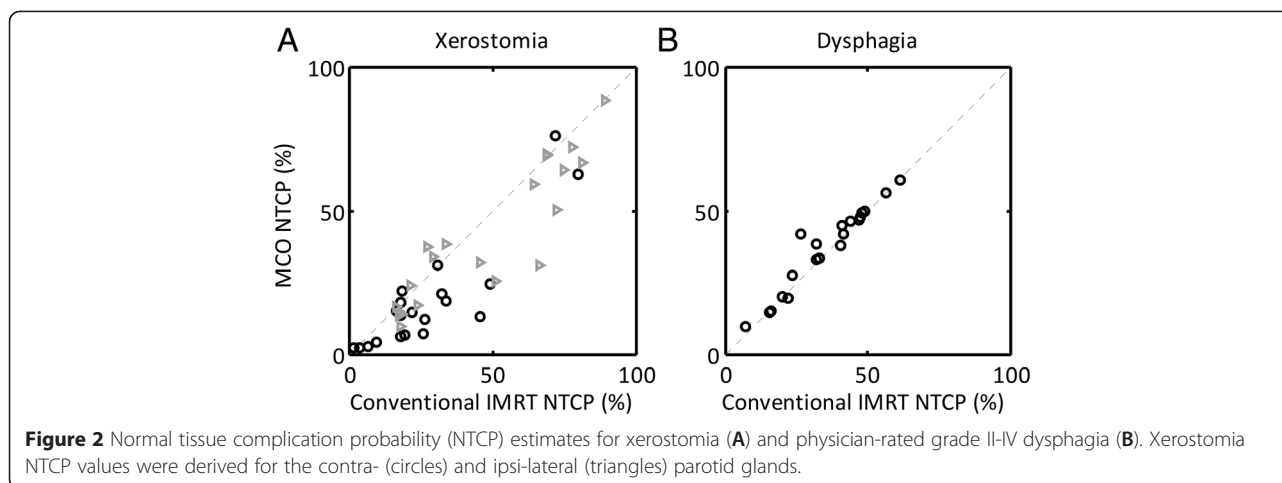 A
Xerostomia
B
Dysphagia
100
50
0
MCO NTCP (%)
0
50
100
Conventional IMRT NTCP (%)
100
50
0
0
50
100
Conventional IMRT NTCP (%)
Figure 2 Normal tissue complication probability (NTCP) estimates for xerostomia (A) and physician-rated grade II-IV dysphagia (B). Xerostomia
NTCP values were derived for the contra- (circles) and ipsi-lateral (triangles) parotid glands.